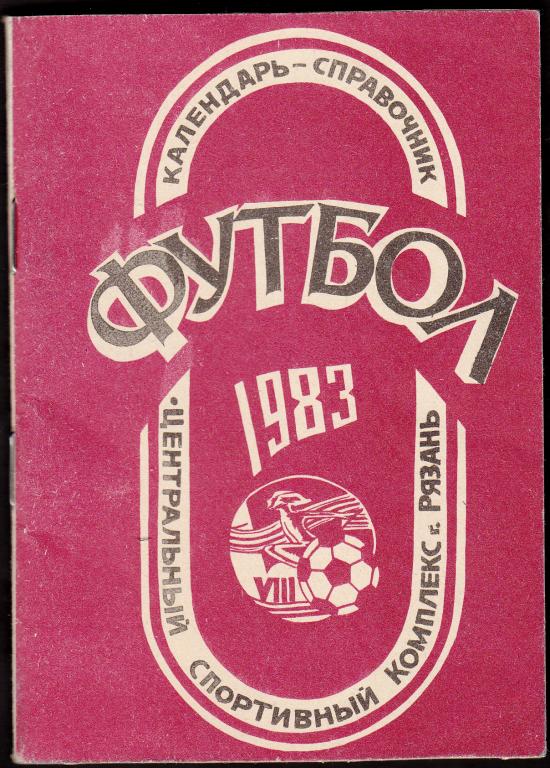 КАЛЕНДАРЬ-СПРАВОЧНИК
ФУТБОЛ
1983
VIII
•ЦЕНТРАЛЬНЫЙ СПОРТИВНЫЙ КОМПЛЕКС г. РЯЗАНЬ